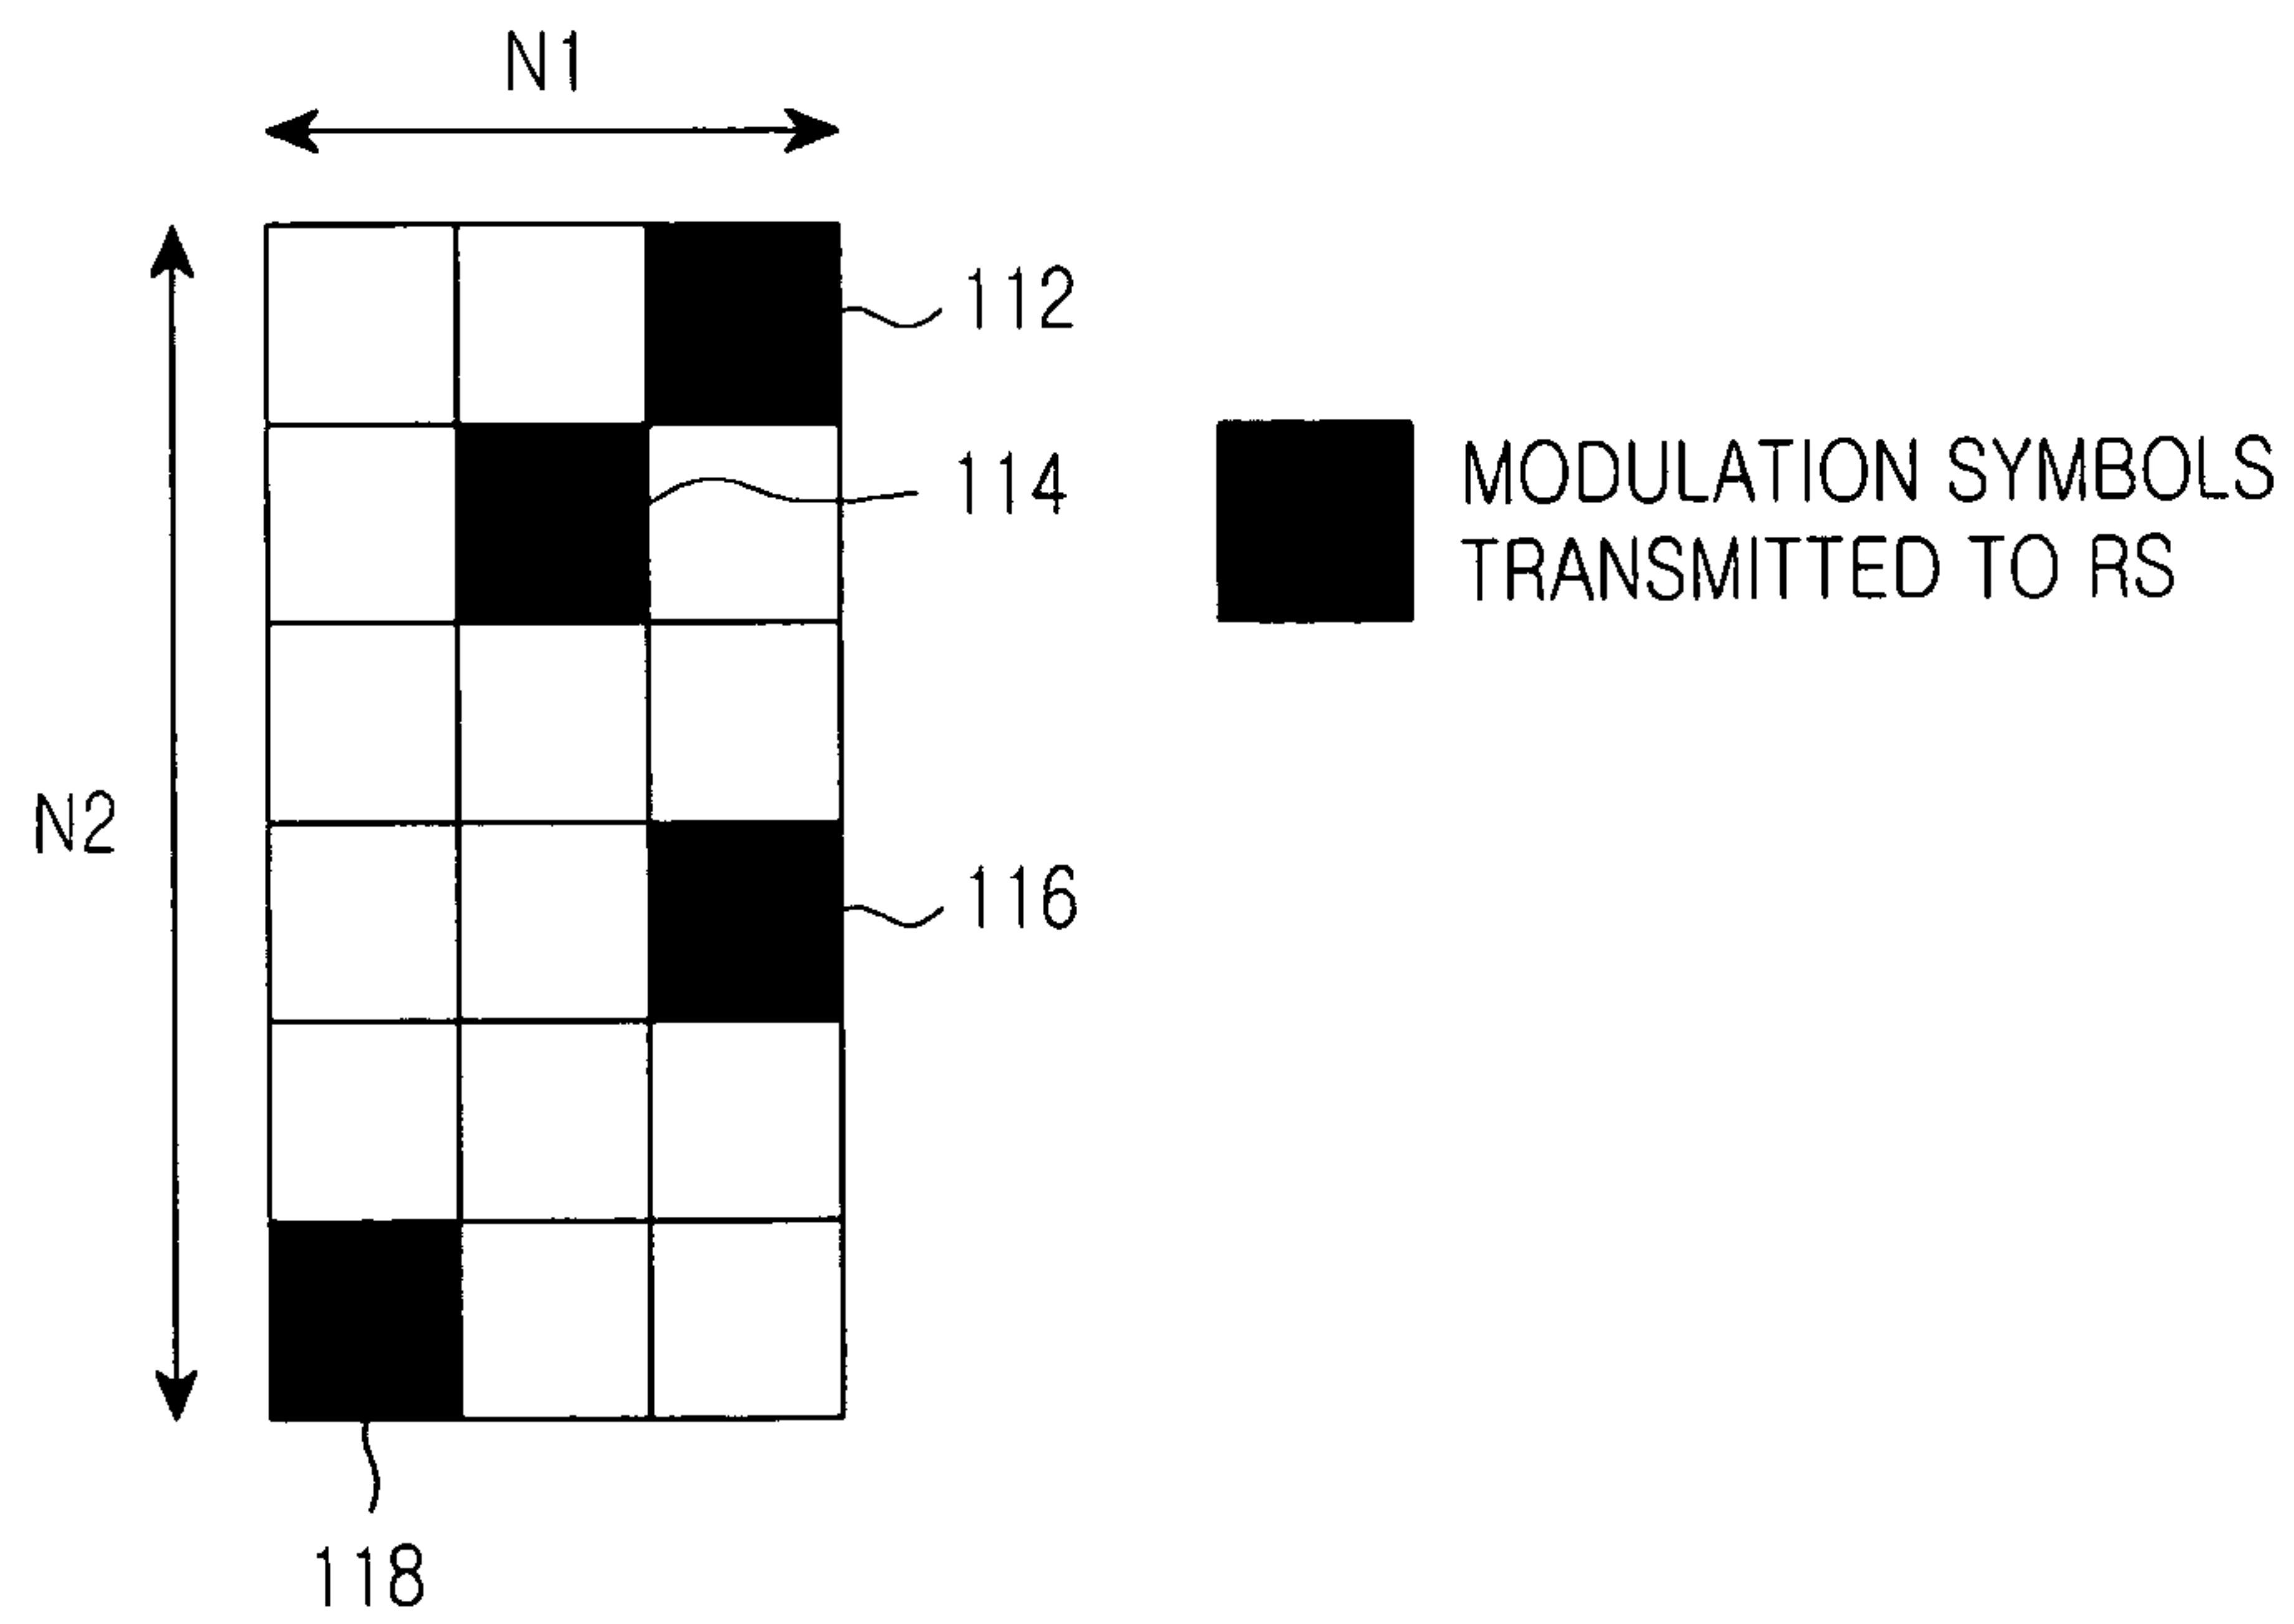 N1
112
114
MODULATION SYMBOLS
TRANSMITTED TO RS
N2
116
118